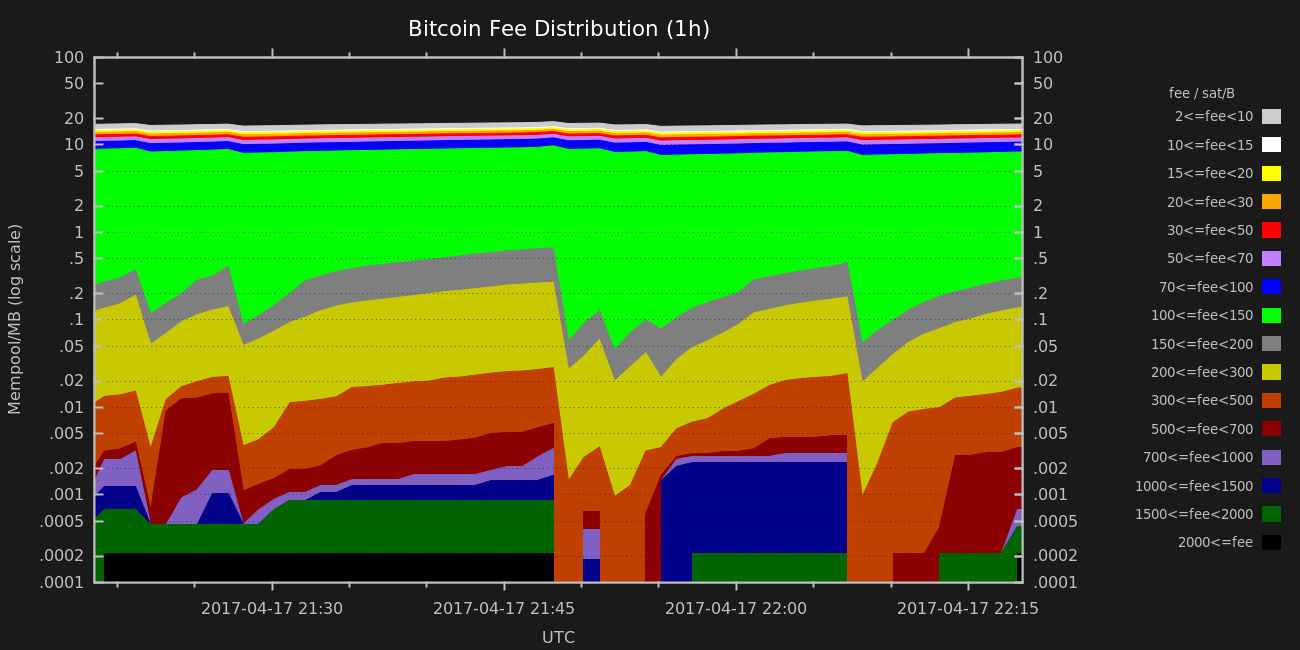 Bitcoin Fee Distribution (1h)
Mempool/MB (log scale)
100
50
20
10
5
2
1
.5
.2
.1
.05
.02
.01
.005
.002
.001
.0005
.0002
.0001
100
50
20
10
5
2
1
.5
.2
.1
.05
.02
.01
.005
.002
.001
.0005
.0002
.0001
2017-04-17 21:30
2017-04-17 21:45
2017-04-17 22:00
2017-04-17 22:15
UTC
fee / sat/B
2<=fee<10
10<=fee<15
15<=fee<20
20<=fee<30
30<=fee<50
50<=fee<70
70<=fee<100
100<=fee<150
150<=fee<200
200<=fee<300
300<=fee<500
500<=fee<700
700<=fee<1000
1000<=fee<1500
1500<=fee<2000
2000<=fee